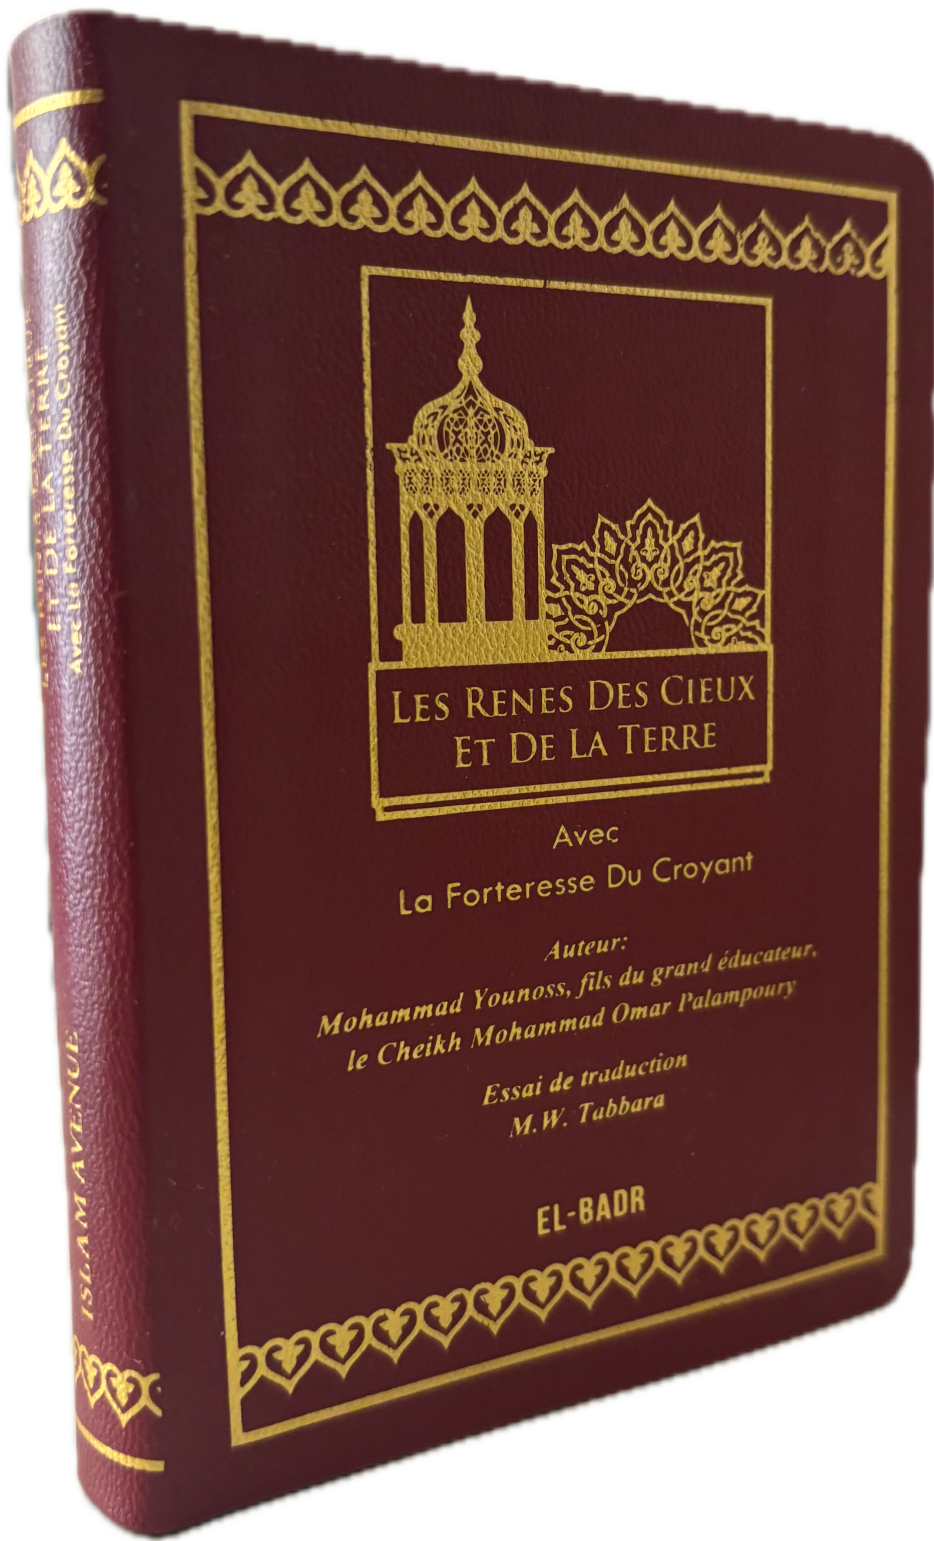 Les Renes Des Cieux
Et De La Terre
Avec
La Forteresse Du Croyant
Auteur:
Mohammad Younoss, fils du grand éducateur,
le Cheikh Mohammad Omar Palampoury
Essai de traduction
M.W. Tabbara
EL-BADR
ET DE LA TERRE
Avec La Forteresse Du Croyant
ISLAM AVENUE